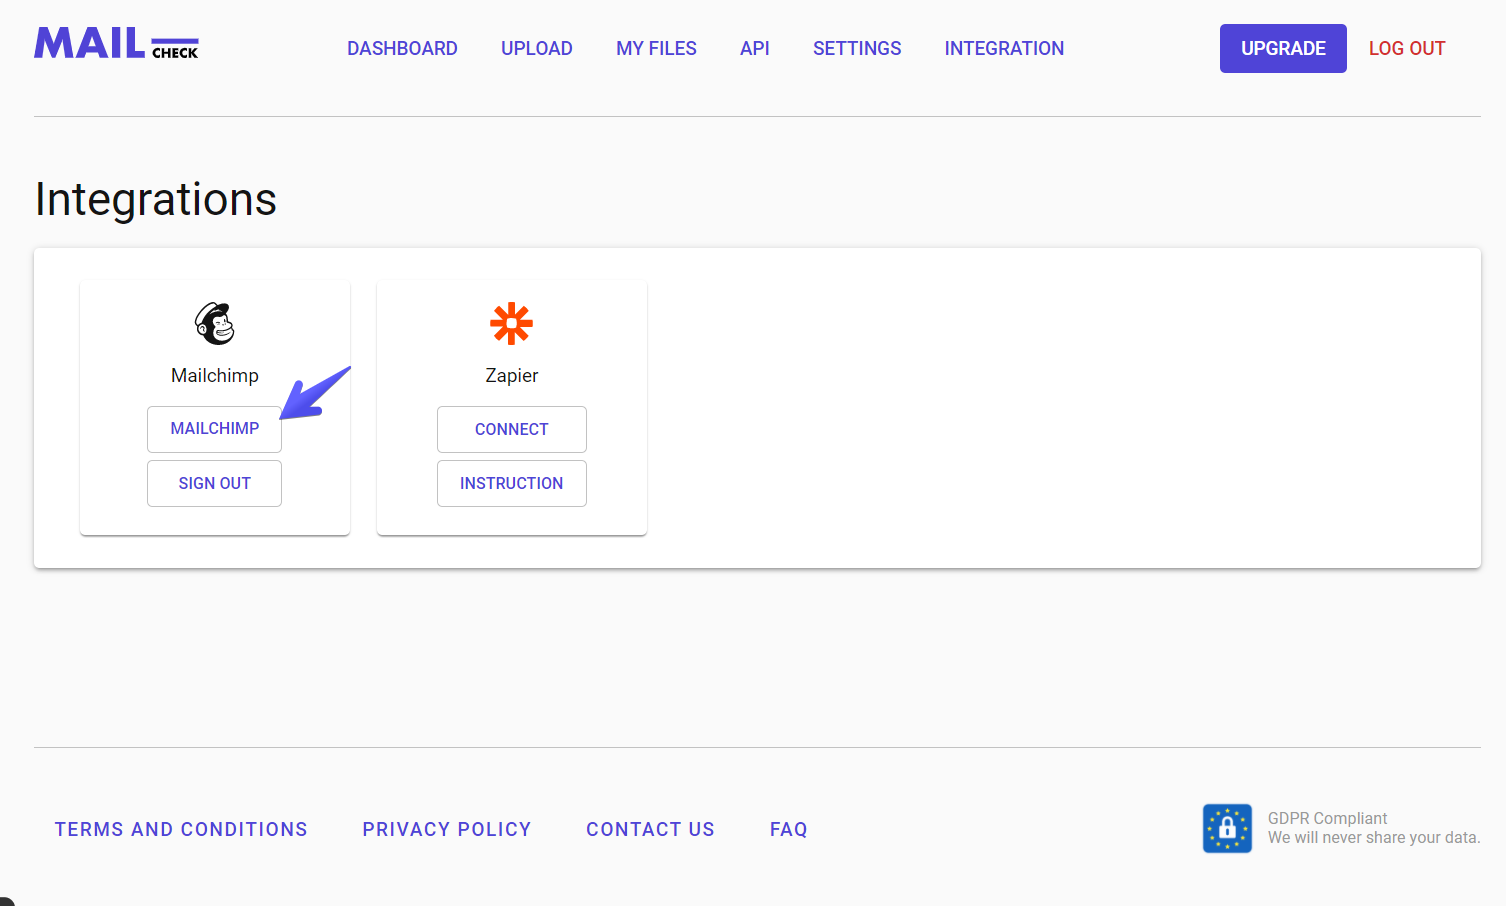 MAIL CHECK
DASHBOARD UPLOAD MY FILES API SETTINGS INTEGRATION UPGRADE LOG OUT
Integrations
Mailchimp
MAILCHIMP
SIGN OUT
Zapier
CONNECT
INSTRUCTION
TERMS AND CONDITIONS PRIVACY POLICY CONTACT US FAQ
GDPR Compliant
We will never share your data.